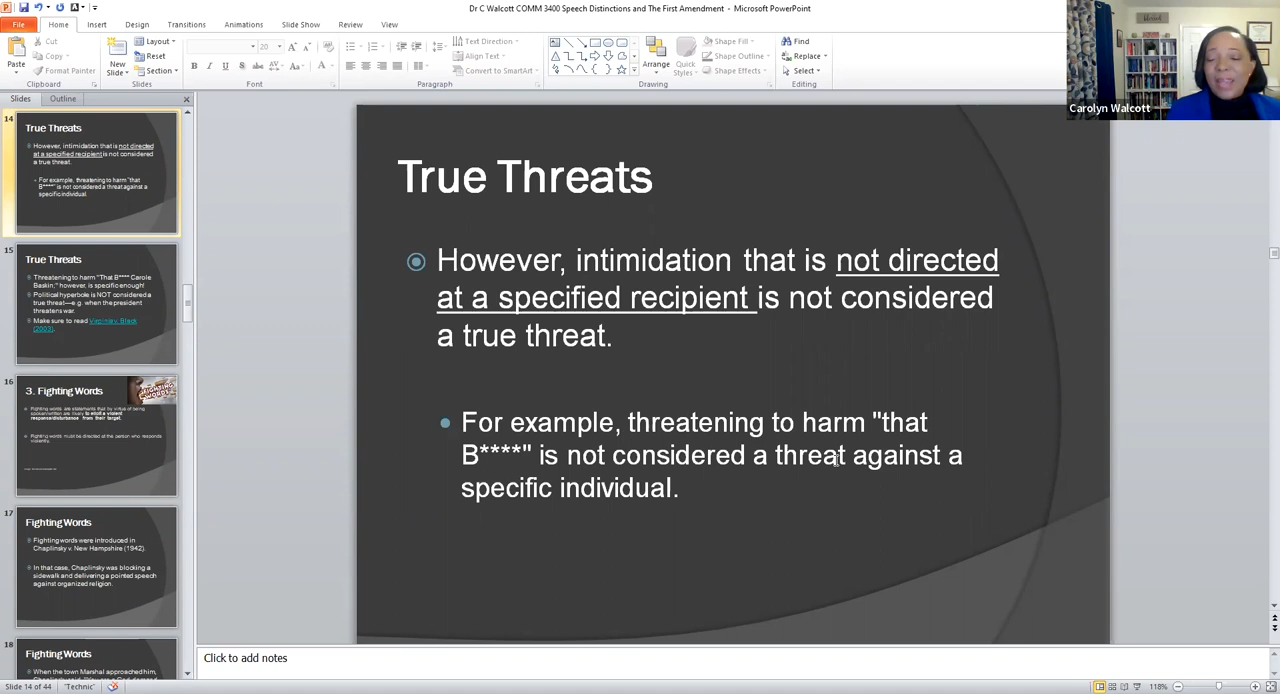 Dr C Walcott COMM 3400 Speech Distinctions and The First Amendment - Microsoft PowerPoint
File Home Insert Design Transitions Animations Slide Show Review View
Cut
Copy
Format Painter
Paste
Clipboard
New Slide
Layout
Reset
Section
Slides
20
Font
Text Direction
Align Text
Convert to SmartArt
Paragraph
Arrange
Quick Styles
Shape Fill
Shape Outline
Shape Effects
Drawing
Find
Replace
Select
Editing
Carolyn Walcott
Slides Outline
14
True Threats
However, intimidation that is not directed
at a specified recipient is not considered
a true threat.
For example, threatening to harm "that
B****" is not considered a threat against a
specific individual.
15
True Threats
Threatening to harm "That B**** Carole
Baskin," however, is specific enough!
Political hyperbole is NOT considered a
true threat—e.g. when the president
threatens war.
Make sure to read Virginia v. Black
(2003).
16
3. Fighting Words
FIGHTING WORDS
Fighting words are statements that by virtue of being
spoken/written are likely to elicit a violent
response/disturbance from their target.
Fighting words must be directed at the person who responds
violently.
17
Fighting Words
Fighting words were introduced in
Chaplinsky v. New Hampshire (1942).
In that case, Chaplinsky was blocking a
sidewalk and delivering a pointed speech
against organized religion.
18
Fighting Words
When the town Marshal approached him,
True Threats
However, intimidation that is not directed
at a specified recipient is not considered
a true threat.
For example, threatening to harm "that
B****" is not considered a threat against a
specific individual.
Click to add notes
Slide 14 of 44 "Technic" 118%